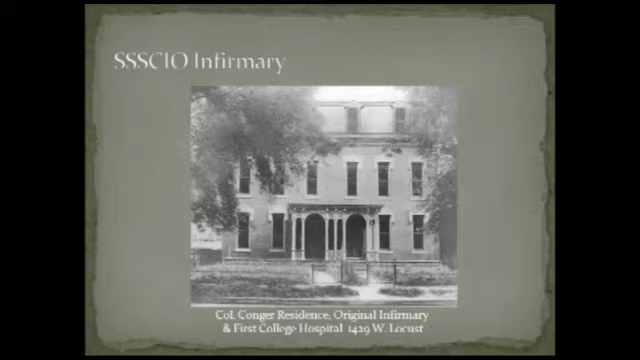 SSSCIO Infirmary
Col. Conger Residence, Original Infirmary
& First College Hospital 1429 W. Locust